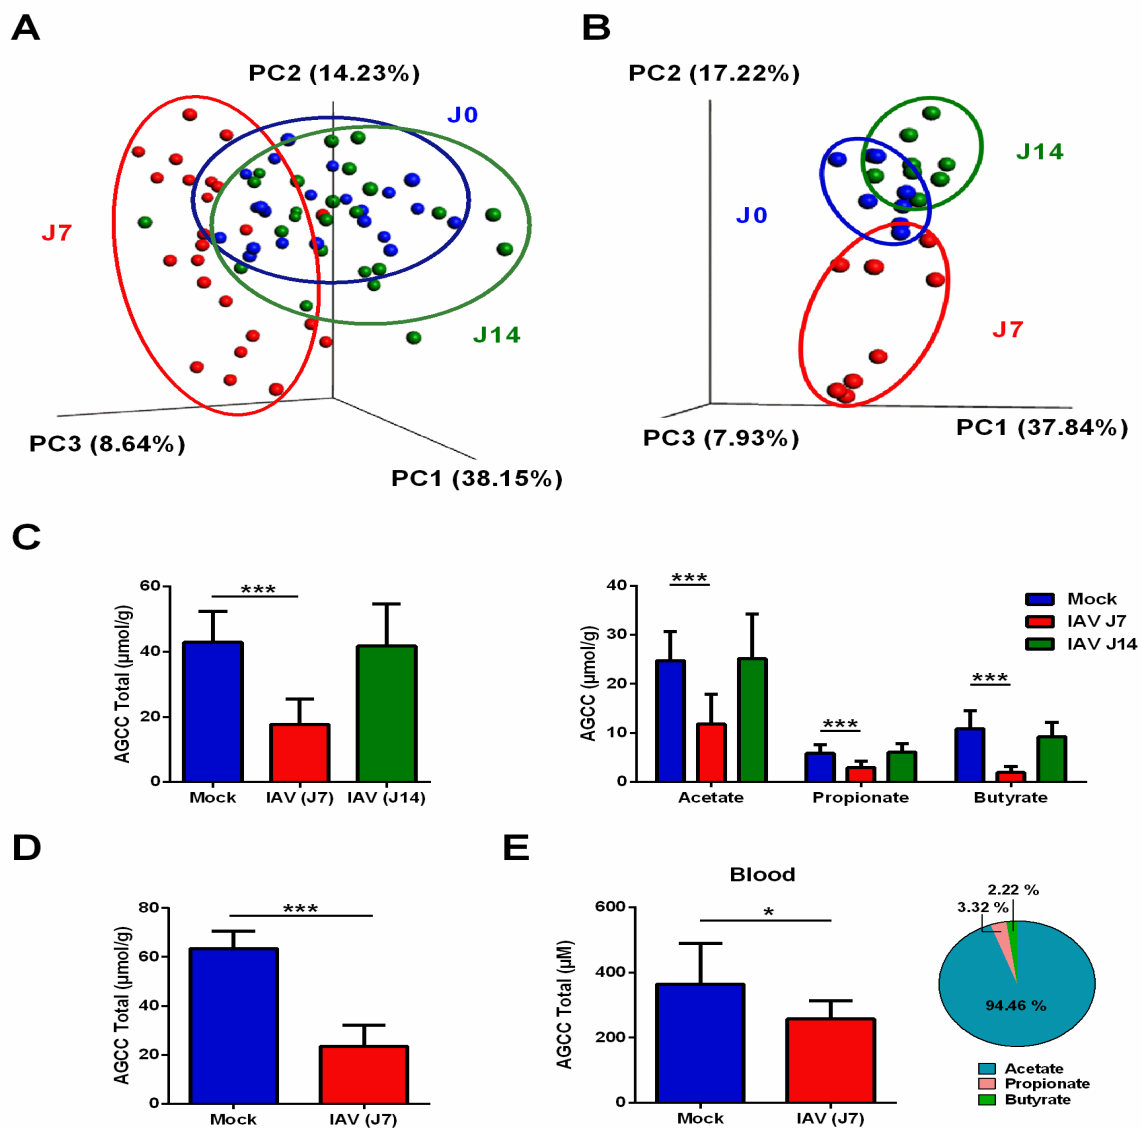 A
B
PC2 (14.23%)
J0
J7
J14
PC3 (8.64%)
PC1 (38.15%)
PC2 (17.22%)
J14
J0
J7
PC3 (7.93%)
PC1 (37.84%)
C
AGCC Total (µmol/g)
60
40
20
0
***
Mock
IAV (J7)
IAV (J14)
AGCC (µmol/g)
40
30
20
10
0
***
***
***
Acetate
Propionate
Butyrate
Mock
IAV J7
IAV J14
D
AGCC Total (µmol/g)
80
60
40
20
0
***
Mock
IAV (J7)
E
Blood
AGCC Total (µM)
600
400
200
0
*
Mock
IAV (J7)
2.22 %
3.32 %
94.46 %
Acetate
Propionate
Butyrate